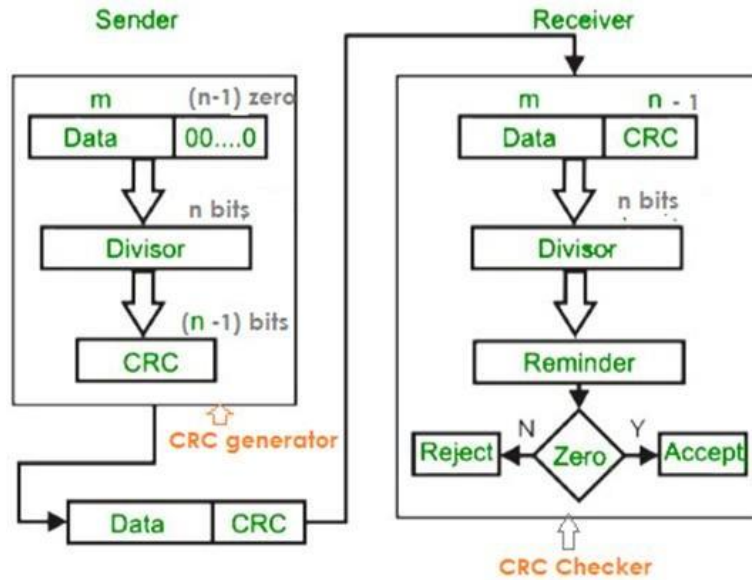 Sender
m (n-1) zero
Data 00....0
n bits
Divisor
(n -1) bits
CRC
CRC generator
Data CRC
Receiver
m n - 1
Data CRC
n bits
Divisor
Reminder
N Y
Reject Zero Accept
CRC Checker